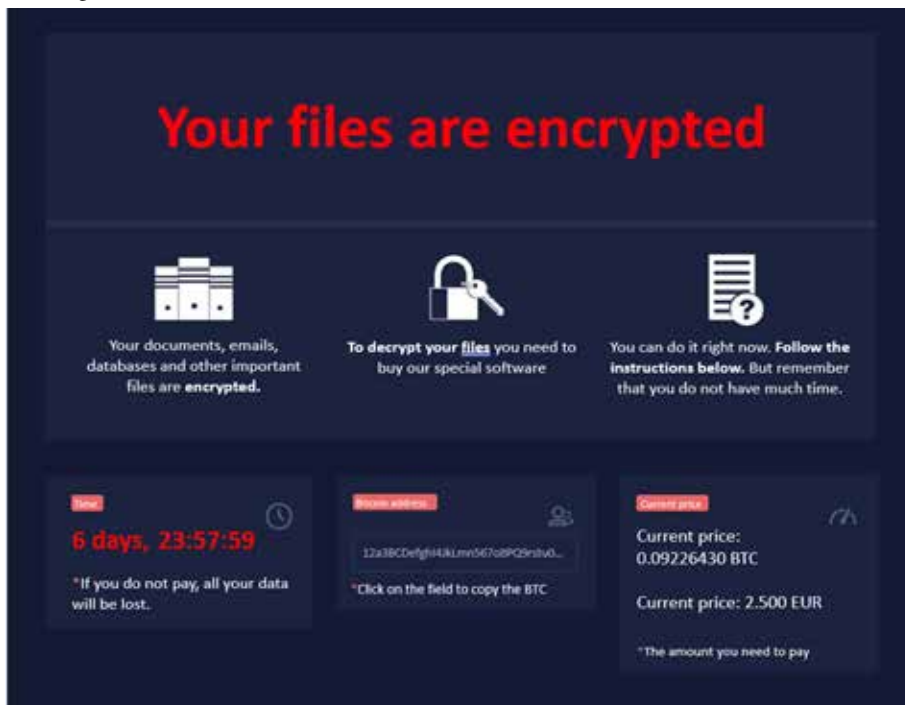 Your files are encrypted
Your documents, emails,
databases and other important
files are encrypted.
To decrypt your files you need to
buy our special software
You can do it right now. Follow the
instructions below. But remember
that you do not have much time.
Time
6 days, 23:57:59
*If you do not pay, all your data
will be lost.
address
*Click on the field to copy the BTC
Current price
Current price:
0.09226430 BTC
Current price: 2.500 EUR
*The amount you need to pay